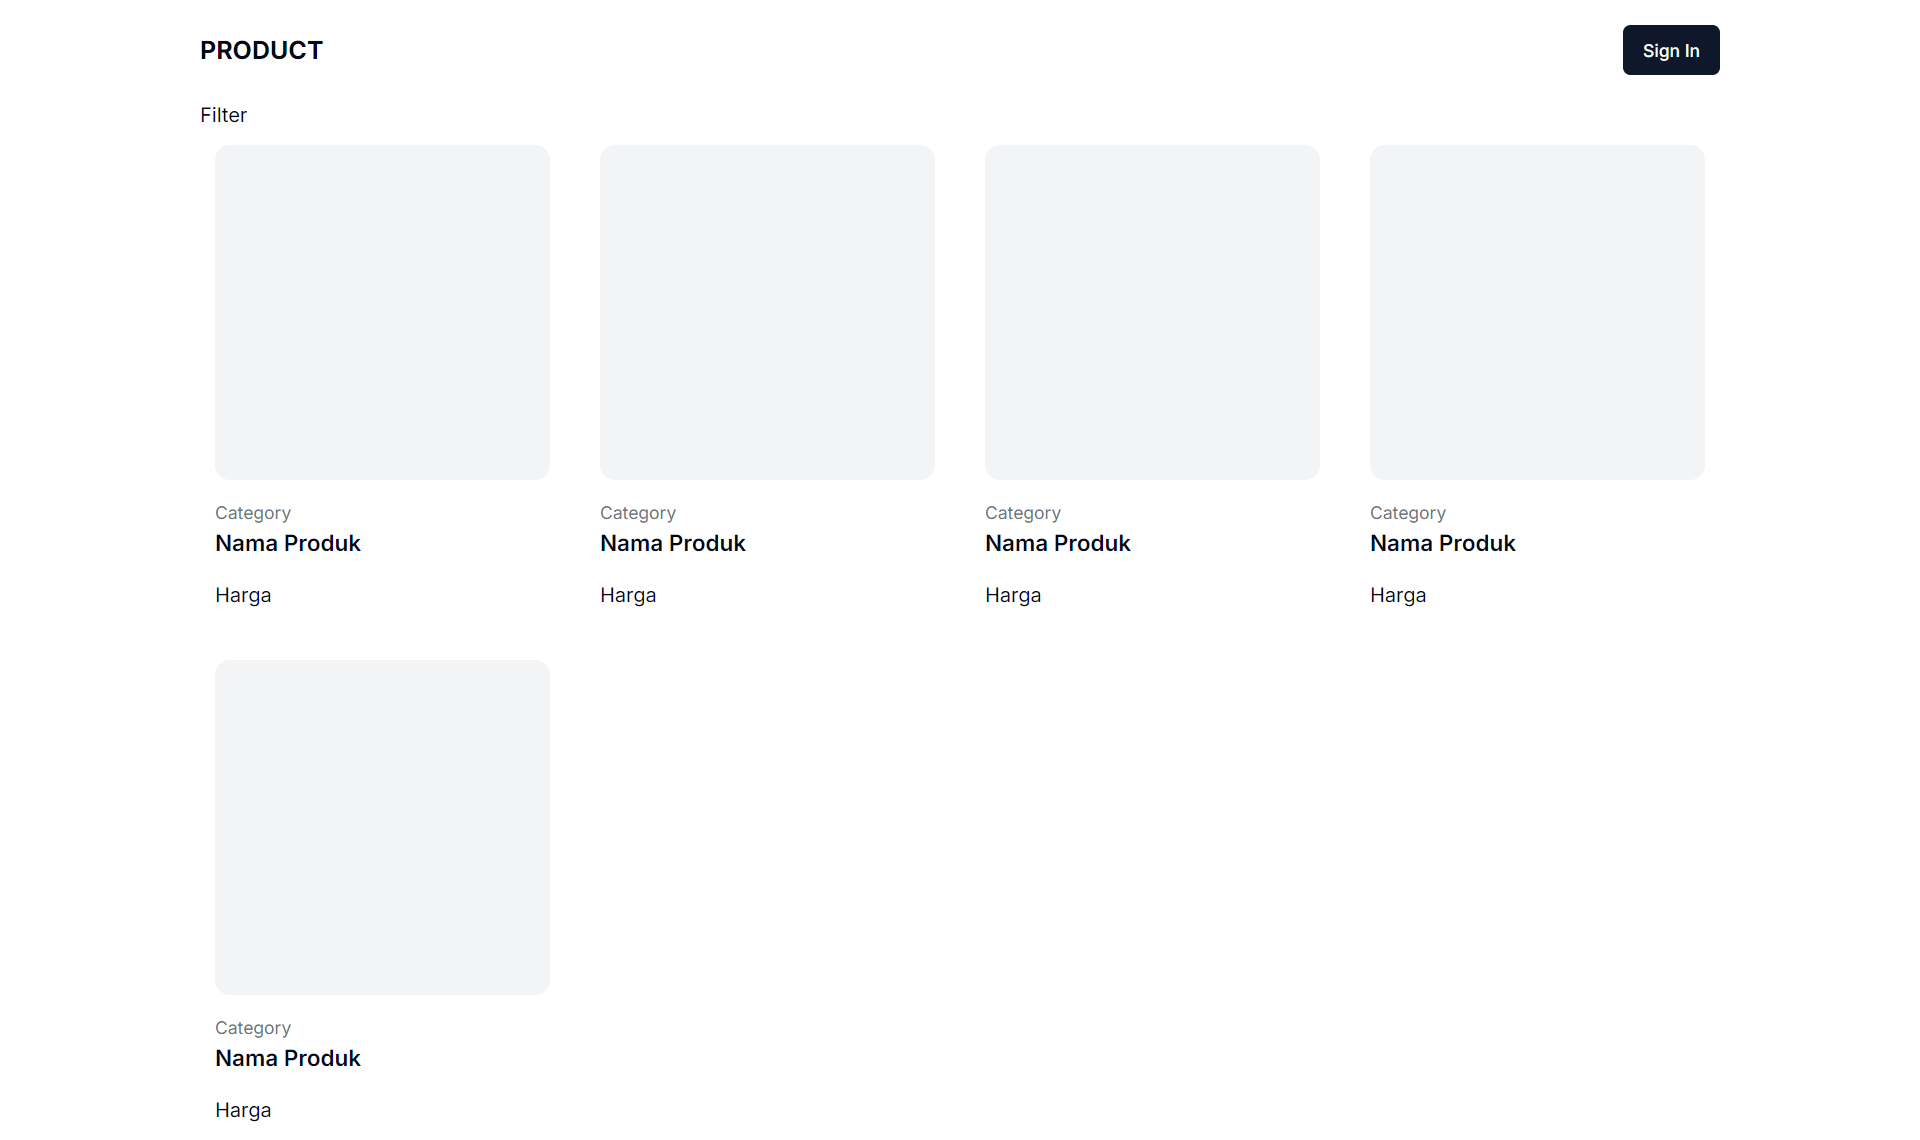 PRODUCT
Sign In
Filter
Category
Nama Produk
Harga
Category
Nama Produk
Harga
Category
Nama Produk
Harga
Category
Nama Produk
Harga
Category
Nama Produk
Harga